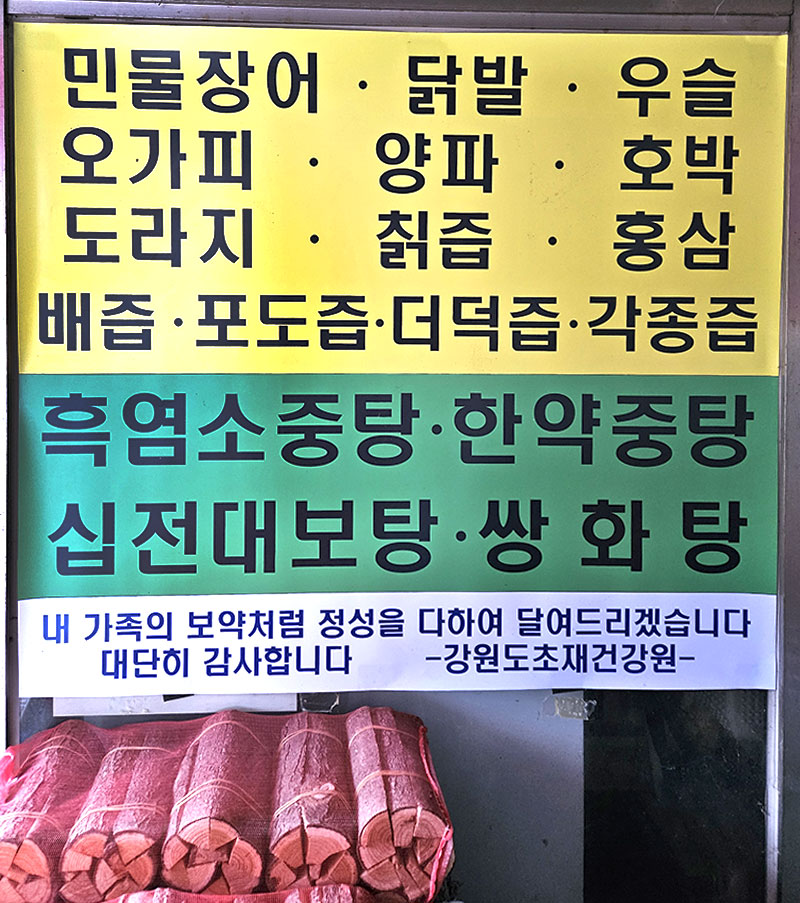 민물장어 · 닭발 · 우슬
오가피 · 양파 · 호박
도라지 · 칡즙 · 홍삼
배즙·포도즙·더덕즙·각종즙
흑염소중탕·한약중탕
십전대보탕·쌍화탕
내 가족의 보약처럼 정성을 다하여 달여드리겠습니다
대단히 감사합니다 -강원도초재건강원-